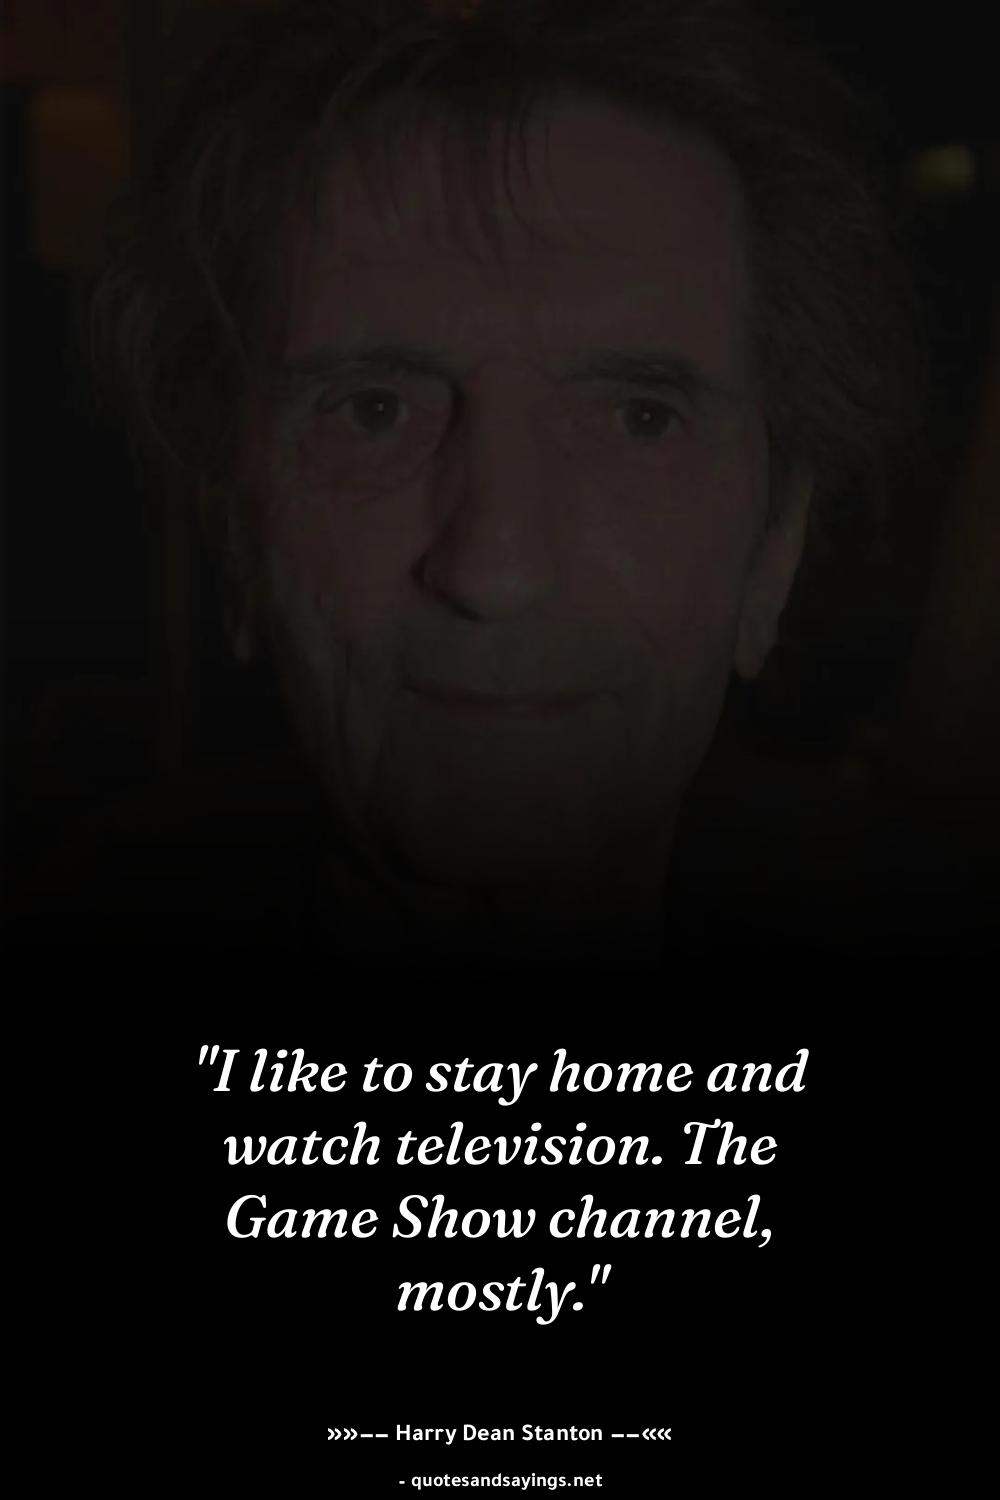 "I like to stay home and
watch television. The
Game Show channel,
mostly."
»»—— Harry Dean Stanton ——««
- quotesandsayings.net